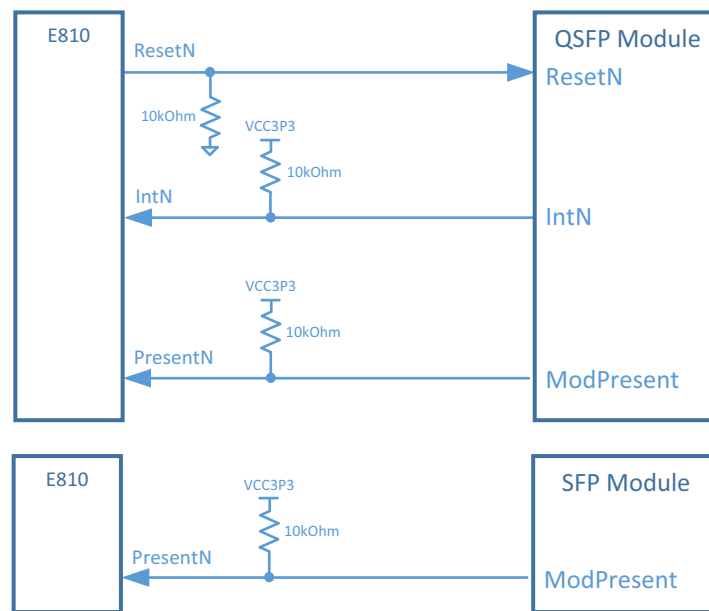 E810
QSFP Module
ResetN
ResetN
10kOhm
VCC3P3
10kOhm
IntN
IntN
VCC3P3
10kOhm
PresentN
ModPresent
E810
SFP Module
VCC3P3
10kOhm
PresentN
ModPresent